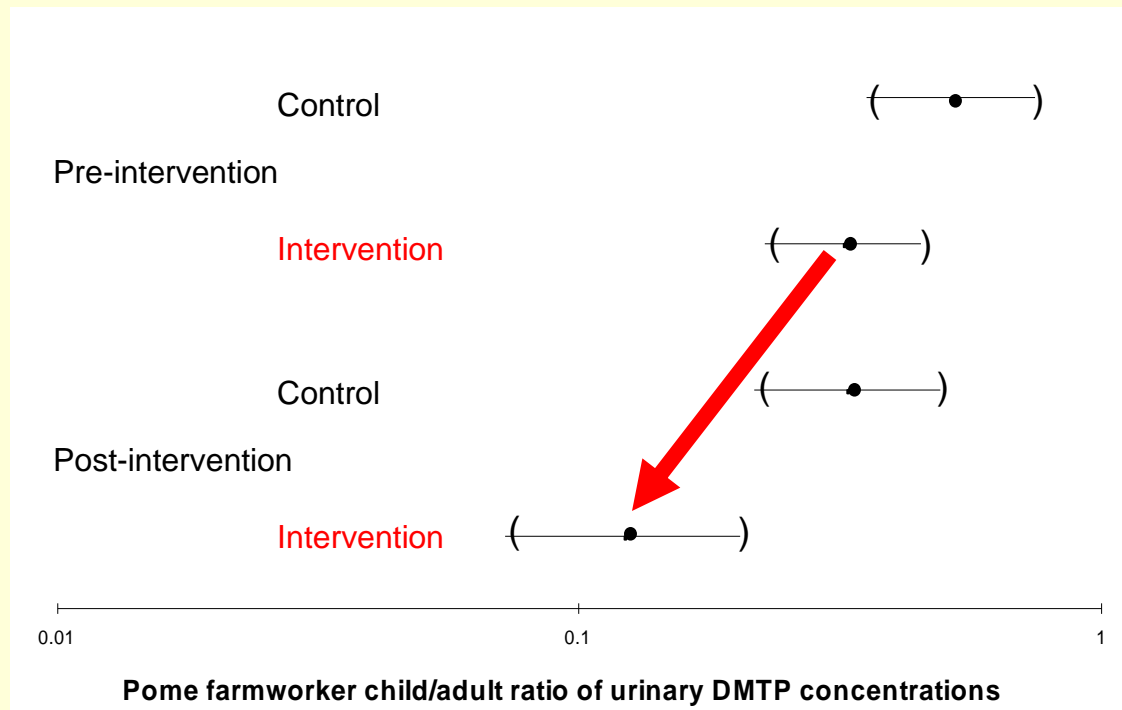 Control
Pre-intervention
Intervention
Control
Post-intervention
Intervention
0.01 0.1 1
Pome farmworker child/adult ratio of urinary DMTP concentrations